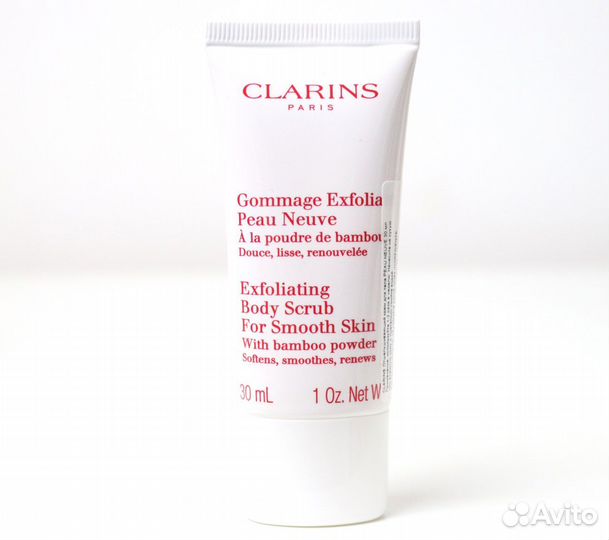 CLARINS
PARIS
Gommage Exfolia
Peau Neuve
À la poudre de bambou
Douce, lisse, renouvelée
Exfoliating
Body Scrub
For Smooth Skin
With bamboo powder
Softens, smoothes, renews
30 mL 1 Oz. Net W
Avito